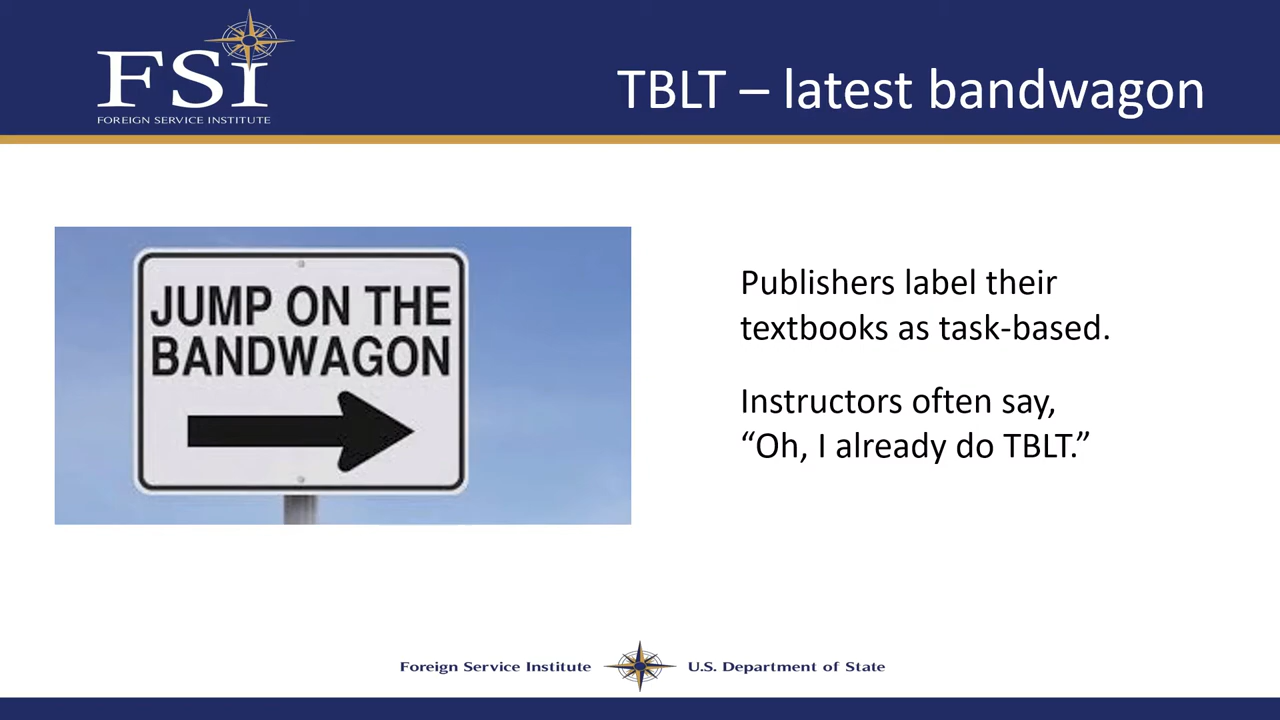 FSI
FOREIGN SERVICE INSTITUTE
TBLT – latest bandwagon
JUMP ON THE
BANDWAGON
Publishers label their
textbooks as task-based.
Instructors often say,
“Oh, I already do TBLT.”
Foreign Service Institute
U.S. Department of State